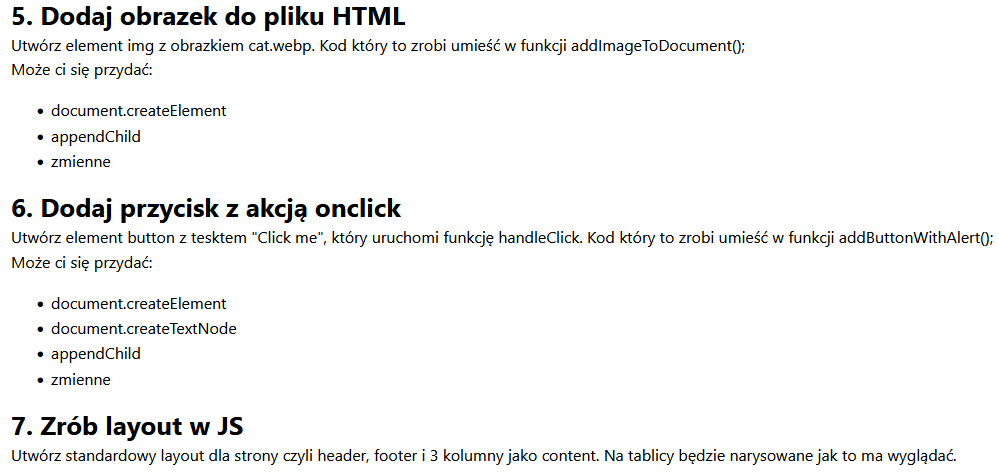 5. Dodaj obrazek do pliku HTML
Utwórz element img z obrazkiem cat.webp. Kod który to zrobi umieść w funkcji addImageToDocument();
Może ci się przydać:
• document.createElement
• appendChild
• zmienne
6. Dodaj przycisk z akcją onclick
Utwórz element button z tesktem "Click me", który uruchomi funkcję handleClick. Kod który to zrobi umieść w funkcji addButtonWithAlert();
Może ci się przydać:
• document.createElement
• document.createTextNode
• appendChild
• zmienne
7. Zrób layout w JS
Utwórz standardowy layout dla strony czyli header, footer i 3 kolumny jako content. Na tablicy będzie narysowane jak to ma wyglądać.